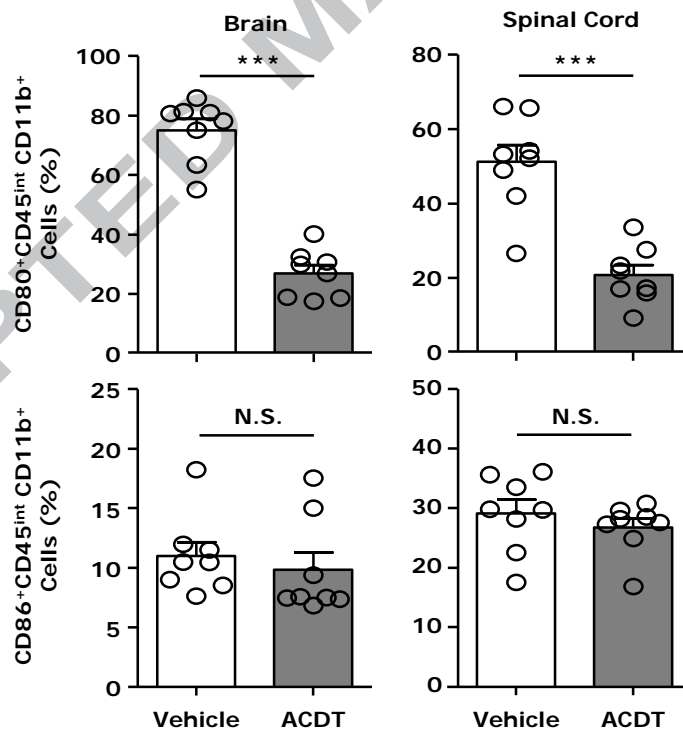 Brain
Spinal Cord
CD80⁺CD45ⁱⁿᵗ CD11b⁺
Cells (%)
100
80
60
40
20
0
***
80
60
40
20
0
***
CD86⁺CD45ⁱⁿᵗ CD11b⁺
Cells (%)
25
20
15
10
5
0
N.S.
Vehicle
ACDT
50
40
30
20
10
0
N.S.
Vehicle
ACDT
PTED M